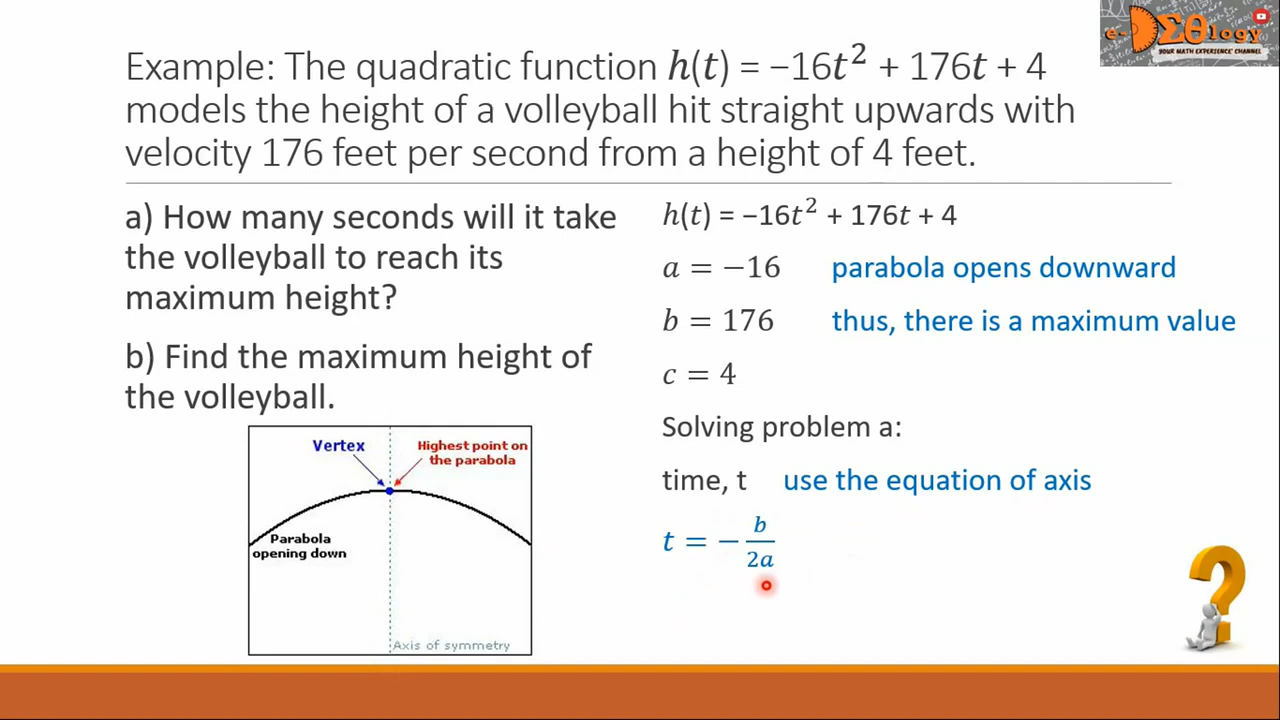 e-DΣθlogy
YOUR MATH EXPERIENCE CHANNEL
Example: The quadratic function h(t) = −16t² + 176t + 4
models the height of a volleyball hit straight upwards with
velocity 176 feet per second from a height of 4 feet.
a) How many seconds will it take
the volleyball to reach its
maximum height?
b) Find the maximum height of
the volleyball.
Vertex
Highest point on
the parabola
Parabola
opening down
Axis of symmetry
h(t) = −16t² + 176t + 4
a = −16 parabola opens downward
b = 176 thus, there is a maximum value
c = 4
Solving problem a:
time, t use the equation of axis
t = − b/2a